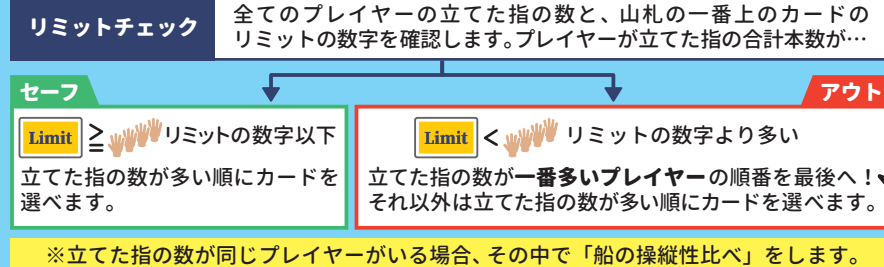 リミットチェック
全てのプレイヤーの立てた指の数と、山札の一番上のカードの
リミットの数字を確認します。プレイヤーが立てた指の合計本数が…
セーフ
Limit ≧ リミットの数字以下
立てた指の数が多い順にカードを
選べます。
アウト
Limit < リミットの数字より多い
立てた指の数が一番多いプレイヤーの順番を最後へ！
それ以外は立てた指の数が多い順にカードを選べます。
※立てた指の数が同じプレイヤーがいる場合、その中で「船の操縦性比べ」をします。